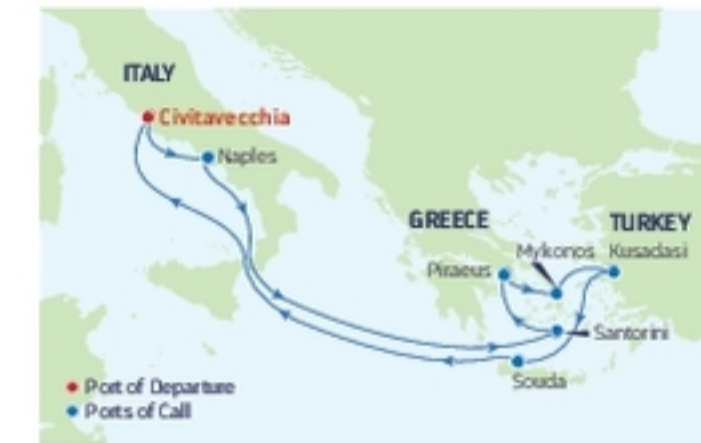 ITALY
Civitavecchia
Naples
GREECE
TURKEY
Mykonos
Kusadasi
Piraeus
Santorini
Souda
Port of Departure
Ports of Call